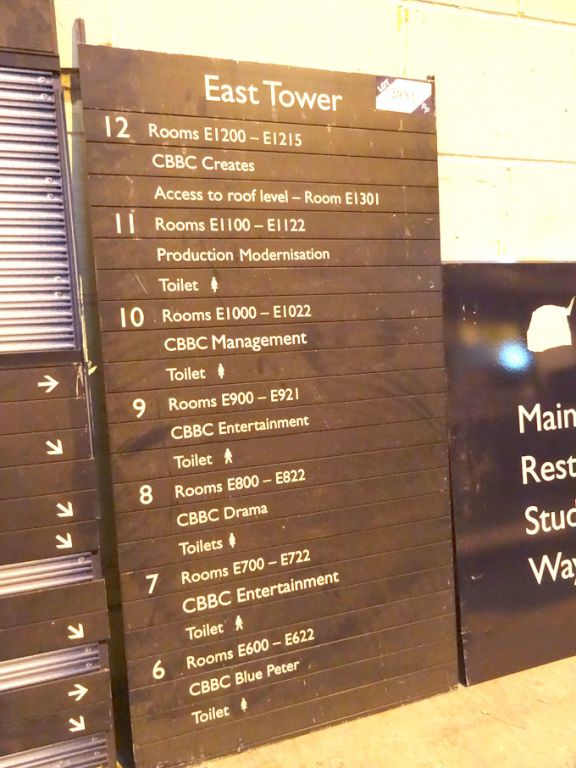 East Tower
LOT
3441
12 Rooms E1200 – E1215
CBBC Creates
Access to roof level – Room E1301
11 Rooms E1100 – E1122
Production Modernisation
Toilet
10 Rooms E1000 – E1022
CBBC Management
Toilet
9 Rooms E900 – E921
CBBC Entertainment
Toilet
8 Rooms E800 – E822
CBBC Drama
Toilets
7 Rooms E700 – E722
CBBC Entertainment
Toilet
6 Rooms E600 – E622
CBBC Blue Peter
Toilet
Main
Rest
Stud
Way